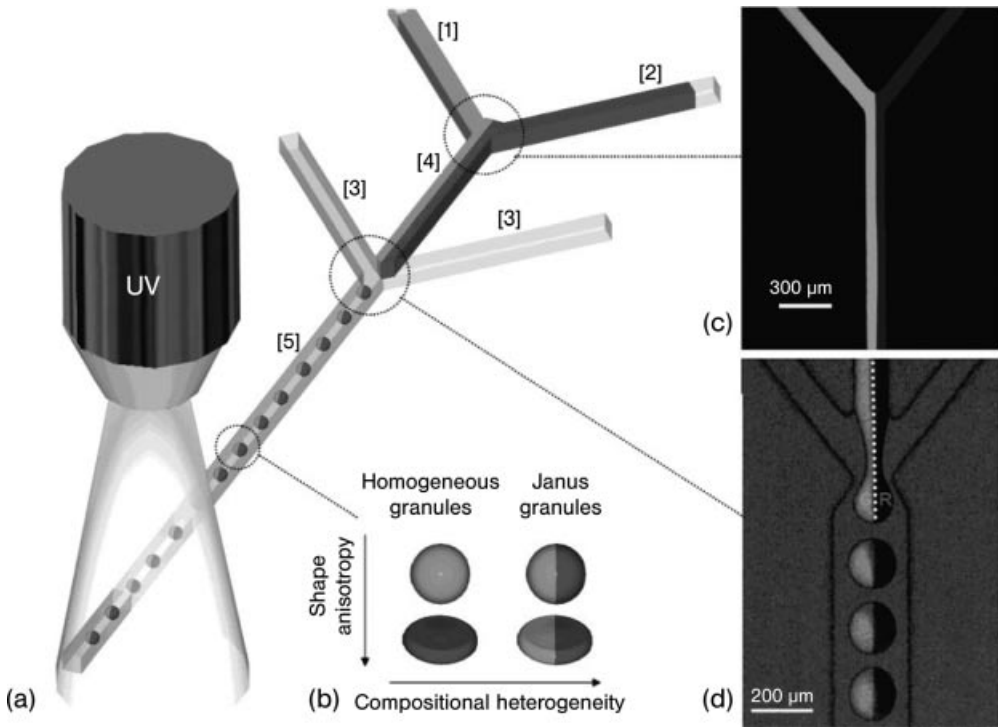 [1]
[2]
[3]
[4]
[3]
[5]
UV
300 µm
(c)
Homogeneous
granules
Janus
granules
Shape
anisotropy
Compositional heterogeneity
(a)
(b)
R
200 µm
(d)